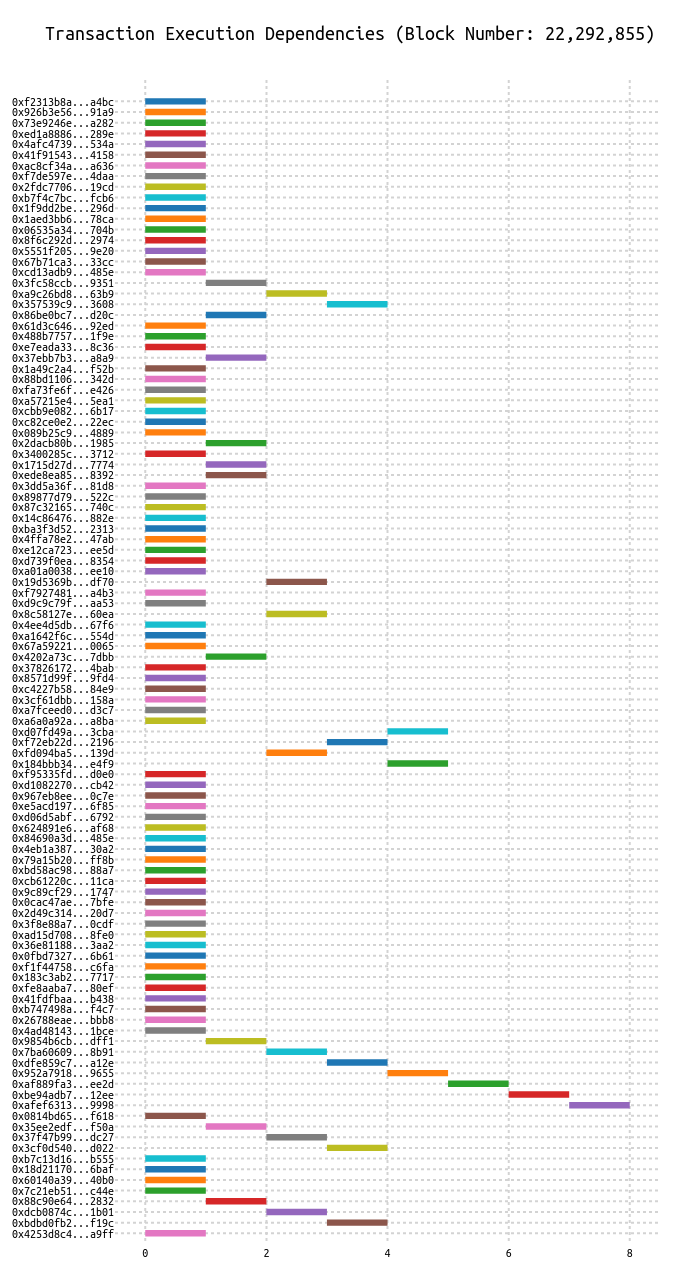 Transaction Execution Dependencies (Block Number: 22,292,855)
0xf2313b8a...a4bc
0x926b3e56...91a9
0x73e9246e...a282
0xed1a8886...289e
0x4afc4739...534a
0x41f91543...4158
0xac8cf34a...a636
0xf7de597e...4daa
0x2fdc7706...19cd
0xb7f4c7bc...fcb6
0x1f9dd2be...296d
0x1aed3bb6...78ca
0x06535a34...704b
0x8f6c292d...2974
0x5551f205...9e20
0x67b71ca3...33cc
0xcd13adb9...485e
0x3fc58ccb...9351
0xa9c26bd8...63b9
0x357539c9...3608
0x86be0bc7...d20c
0x61d3c646...92ed
0x488b7757...1f9e
0xe7eada33...8c36
0x37ebb7b3...a8a9
0x1a49c2a4...f52b
0x88bd1106...342d
0xfa73fe6f...e426
0xa57215e4...5ea1
0xcbb9e082...6b17
0xc82ce0e2...22ec
0x089b25c9...4889
0x2dacb80b...1985
0x3400285c...3712
0x1715d27d...7774
0xede8ea85...8392
0x3dd5a36f...81d8
0x89877d79...522c
0x87c32165...740c
0x14c86476...882e
0xba3f3d52...2313
0x4ffa78e2...47ab
0xe12ca723...ee5d
0xd739f0ea...8354
0xa01a0038...ee10
0x19d5369b...df70
0xf7927481...a4b3
0xd9c9c79f...aa53
0x8c58127e...60ea
0x4ee4d5db...67f6
0xa1642f6c...554d
0x67a59221...0065
0x4202a73c...7dbb
0x37826172...4bab
0x8571d99f...9fd4
0xc4227b58...84e9
0x3cf61dbb...158a
0xa7fceed0...d3c7
0xa6a0a92a...a8ba
0xd07fd49a...3cba
0xf72eb22d...2196
0xfd094ba5...139d
0x184bbb34...e4f9
0xf95335fd...d0e0
0xd1082270...cb42
0x967eb8ee...0c7e
0xe5acd197...6f85
0xd06d5abf...6792
0x624891e6...af68
0x84690a3d...485e
0x4eb1a387...30a2
0x79a15b20...ff8b
0xbd58ac98...88a7
0xcb61220c...11ca
0x9c89cf29...1747
0x0cac47ae...7bfe
0x2d49c314...20d7
0x3f8e88a7...0cdf
0xad15d708...8fe0
0x36e81188...3aa2
0x0fbd7327...6b61
0xf1f44758...c6fa
0x183c3ab2...7717
0xfe8aaba7...80ef
0x41fdfbaa...b438
0xb747498a...f4c7
0x26788eae...bbb8
0x4ad48143...1bce
0x9854b6cb...dff1
0x7ba60609...8b91
0xdfe859c7...a12e
0x952a7918...9655
0xaf889fa3...ee2d
0xbe94adb7...12ee
0xafef6313...9998
0x0814bd65...f618
0x35ee2edf...f50a
0x37f47b99...dc27
0x3cf0d540...d022
0xb7c13d16...b555
0x18d21170...6baf
0x60140a39...40b0
0x7c21eb51...c44e
0x88c90e64...2832
0xdcb0874c...1b01
0xbdbd0fb2...f19c
0x4253d8c4...a9ff
0 2 4 6 8